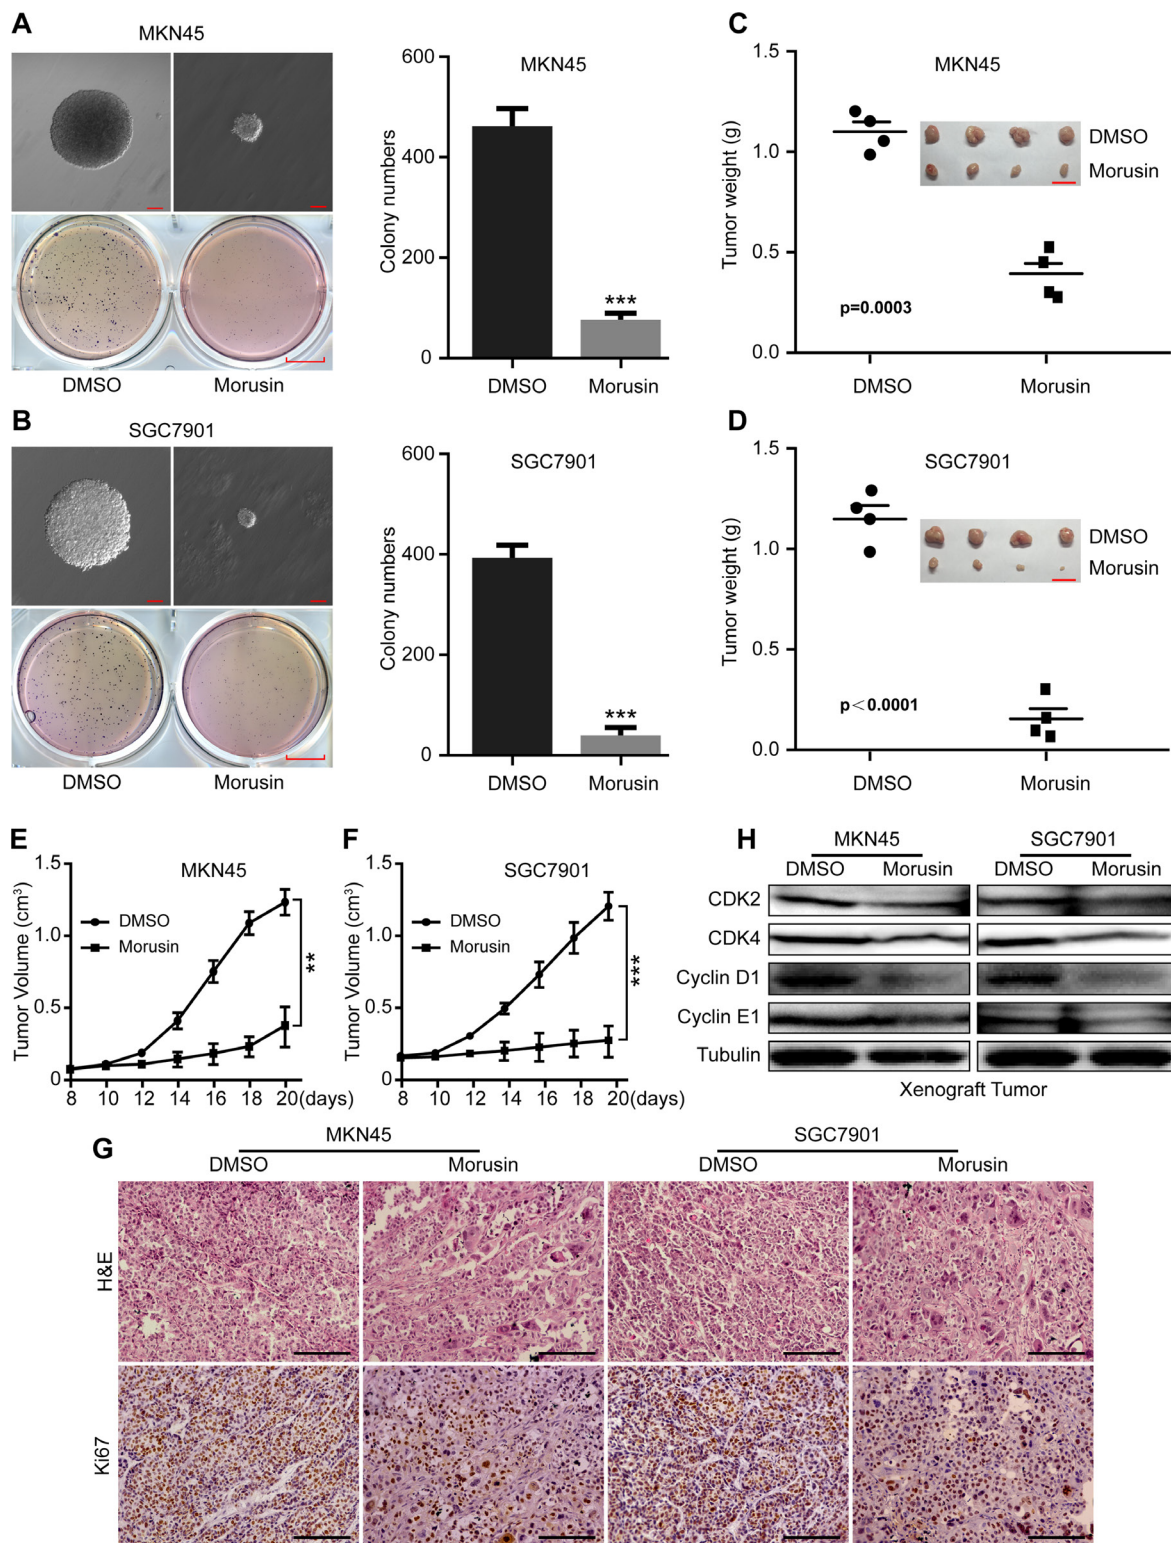 A
MKN45
DMSO
Morusin
600
400
200
0
Colony numbers
MKN45
***
DMSO
Morusin
C
1.5
1.0
0.5
0.0
Tumor weight (g)
MKN45
DMSO
Morusin
p=0.0003
DMSO
Morusin
B
SGC7901
DMSO
Morusin
600
400
200
0
Colony numbers
SGC7901
***
DMSO
Morusin
D
1.5
1.0
0.5
0.0
Tumor weight (g)
SGC7901
DMSO
Morusin
p<0.0001
DMSO
Morusin
E
MKN45
1.5
1.0
0.5
0
Tumor Volume (cm³)
DMSO
Morusin
**
8 10 12 14 16 18 20(days)
F
SGC7901
1.5
1.0
0.5
0
Tumor Volume (cm³)
DMSO
Morusin
***
8 10 12 14 16 18 20(days)
H
MKN45 SGC7901
DMSO Morusin DMSO Morusin
CDK2
CDK4
Cyclin D1
Cyclin E1
Tubulin
Xenograft Tumor
G
MKN45 SGC7901
DMSO Morusin DMSO Morusin
H&E
Ki67